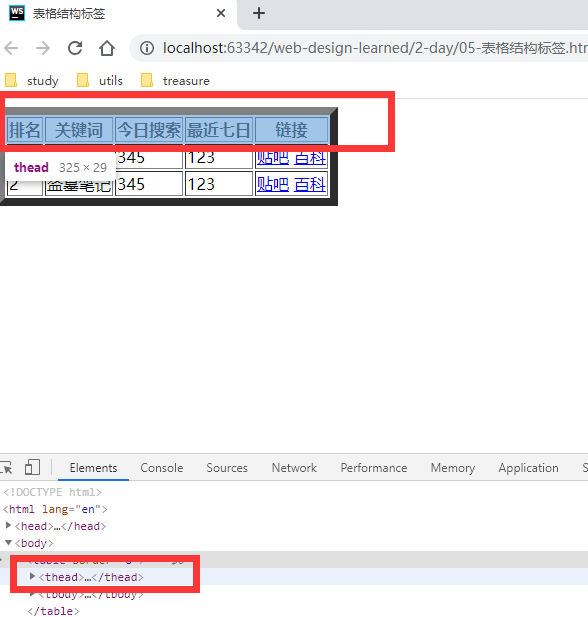 WS 表格结构标签
localhost:63342/web-design-learned/2-day/05-表格结构标签.htm
study utils treasure
排名 关键词 今日搜索 最近七日 链接
345 123 贴吧 百科
thead 325 × 29
2 盗墓笔记 345 123 贴吧 百科
Elements Console Sources Network Performance Memory Application S
<!DOCTYPE html>
<html lang="en">
<head>…</head>
<body>
<thead>…</thead>
<tbody>…</tbody>
</table>